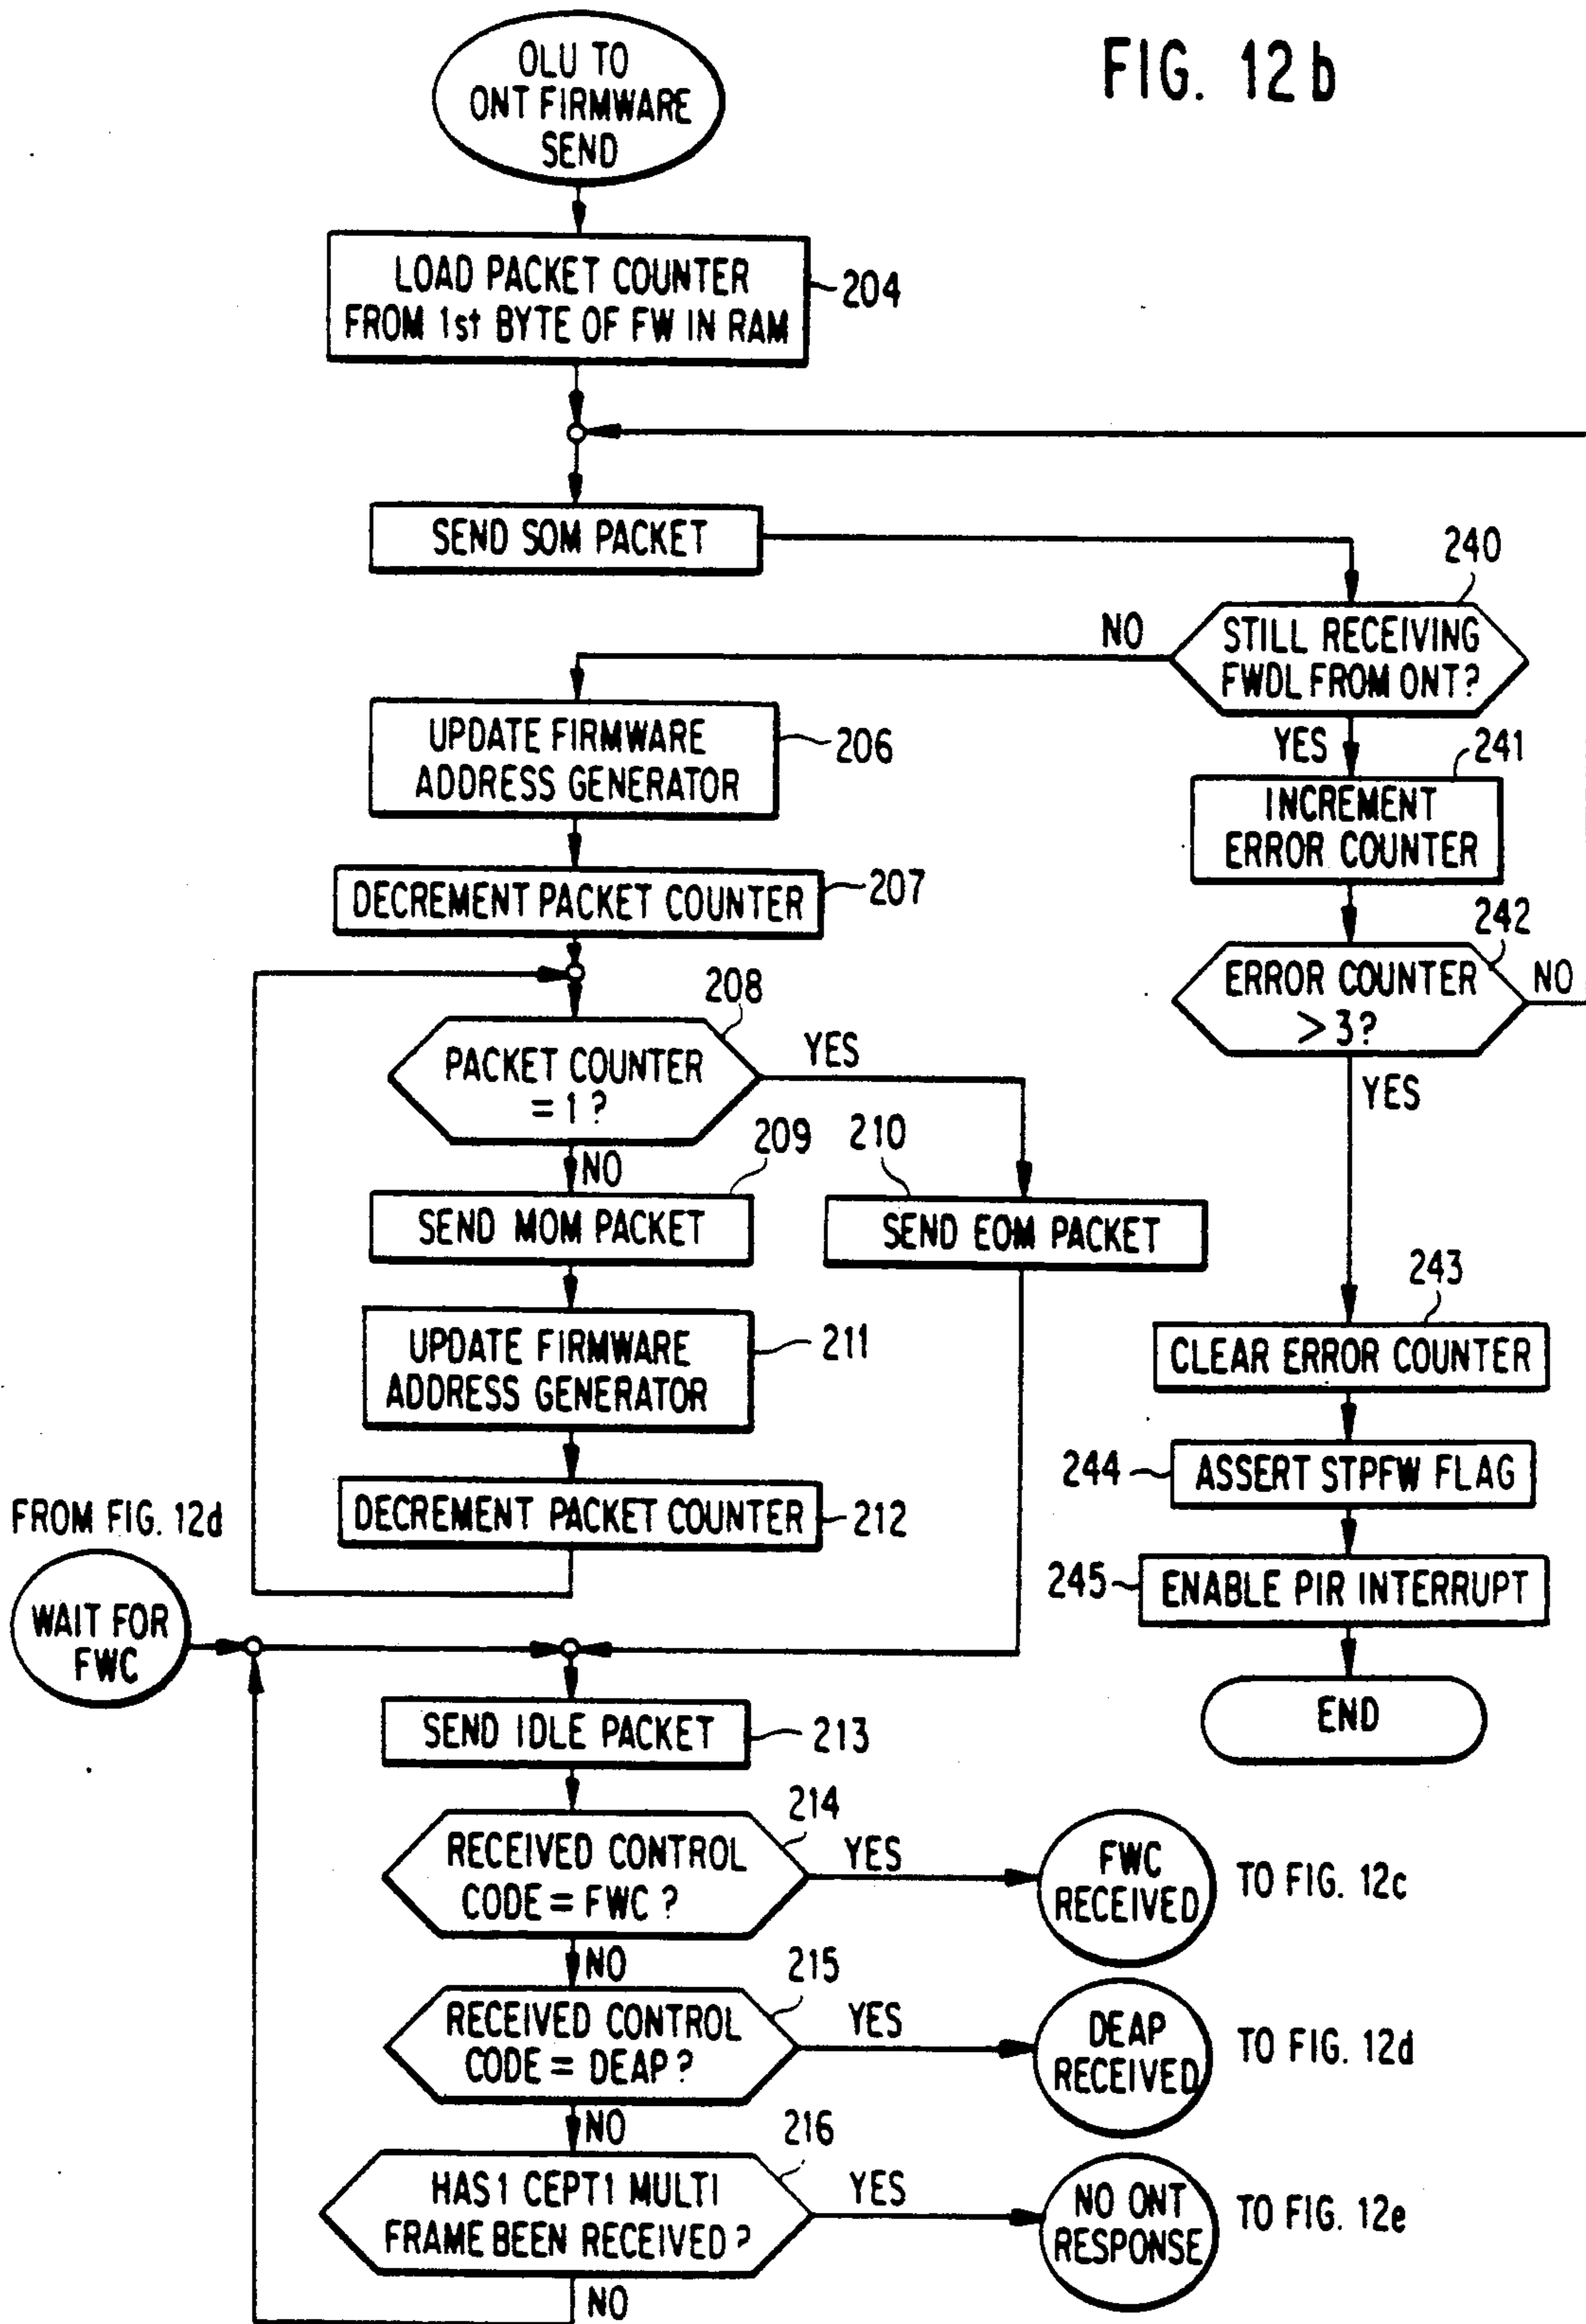 FIG. 12b
OLU TO
ONT FIRMWARE
SEND
LOAD PACKET COUNTER
FROM 1st BYTE OF FW IN RAM
204
SEND SOM PACKET
240
STILL RECEIVING
FWDL FROM ONT?
NO
YES
UPDATE FIRMWARE
ADDRESS GENERATOR
206
241
INCREMENT
ERROR COUNTER
DECREMENT PACKET COUNTER
207
242
ERROR COUNTER
> 3?
NO
YES
208
PACKET COUNTER
= 1 ?
YES
NO
209
SEND MOM PACKET
210
SEND EOM PACKET
UPDATE FIRMWARE
ADDRESS GENERATOR
211
243
CLEAR ERROR COUNTER
244
ASSERT STPFW FLAG
DECREMENT PACKET COUNTER
212
245
ENABLE PIR INTERRUPT
END
FROM FIG. 12d
WAIT FOR
FWC
SEND IDLE PACKET
213
214
RECEIVED CONTROL
CODE = FWC ?
YES
FWC
RECEIVED
TO FIG. 12c
NO
215
RECEIVED CONTROL
CODE = DEAP ?
YES
DEAP
RECEIVED
TO FIG. 12d
NO
216
HAS 1 CEPT1 MULTI
FRAME BEEN RECEIVED ?
YES
NO ONT
RESPONSE
TO FIG. 12e
NO